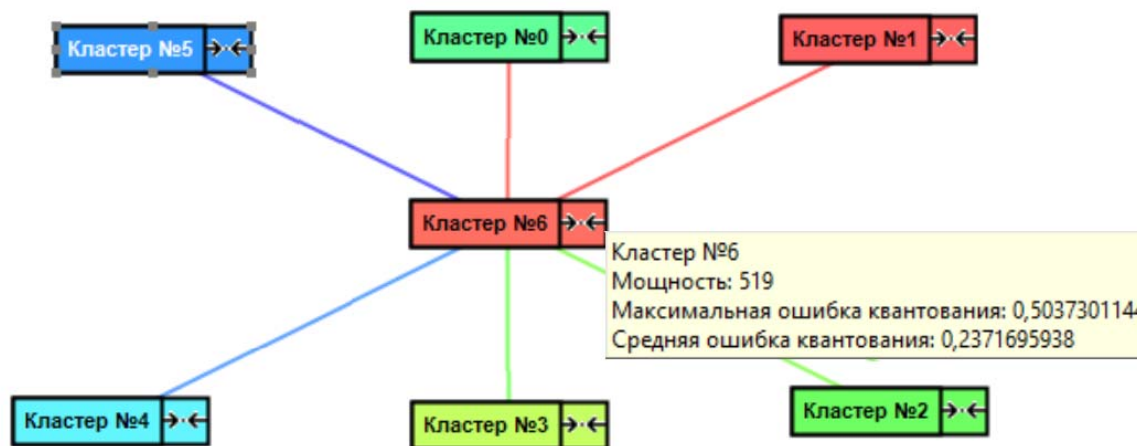 Кластер №5
Кластер №0
Кластер №1
Кластер №6
Кластер №6
Мощность: 519
Максимальная ошибка квантования: 0,503730114
Средняя ошибка квантования: 0,2371695938
Кластер №4
Кластер №3
Кластер №2